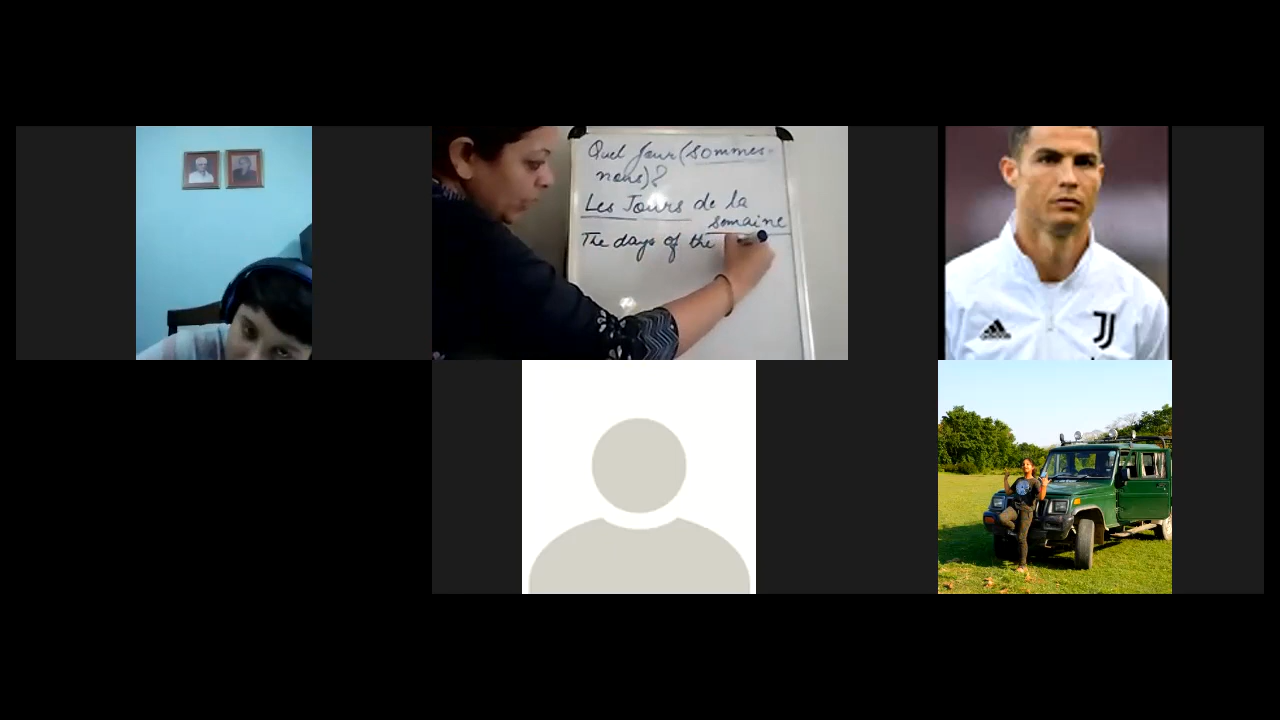 Quel Jour (sommes-
nous)?
Les Jours de la
semaine
The days of the